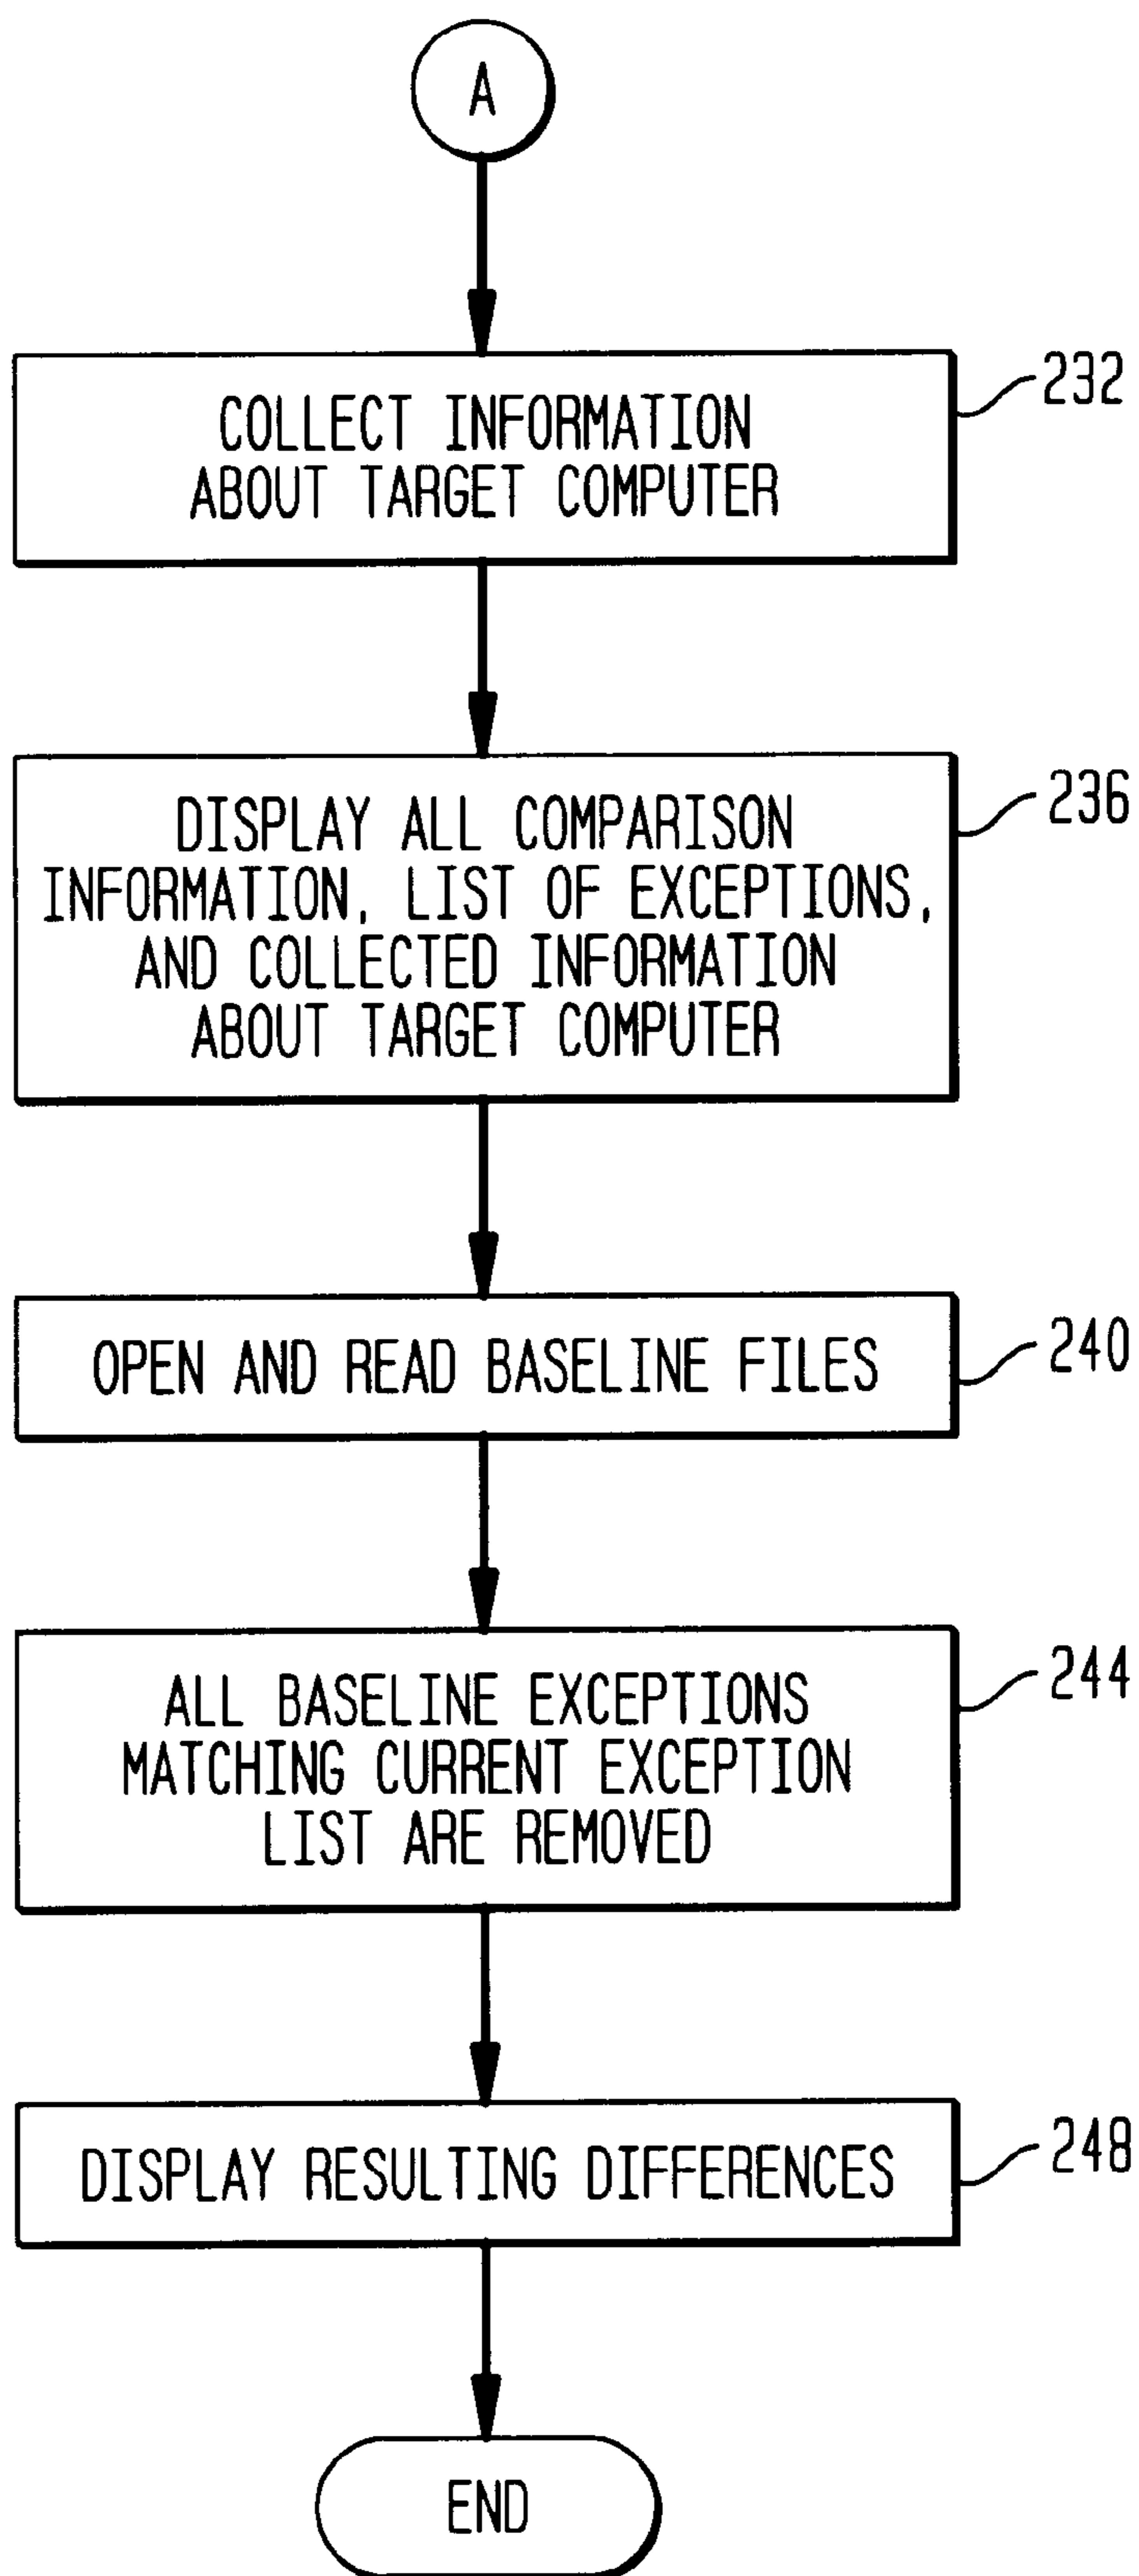 A
COLLECT INFORMATION
ABOUT TARGET COMPUTER
232
DISPLAY ALL COMPARISON
INFORMATION, LIST OF EXCEPTIONS,
AND COLLECTED INFORMATION
ABOUT TARGET COMPUTER
236
OPEN AND READ BASELINE FILES
240
ALL BASELINE EXCEPTIONS
MATCHING CURRENT EXCEPTION
LIST ARE REMOVED
244
DISPLAY RESULTING DIFFERENCES
248
END